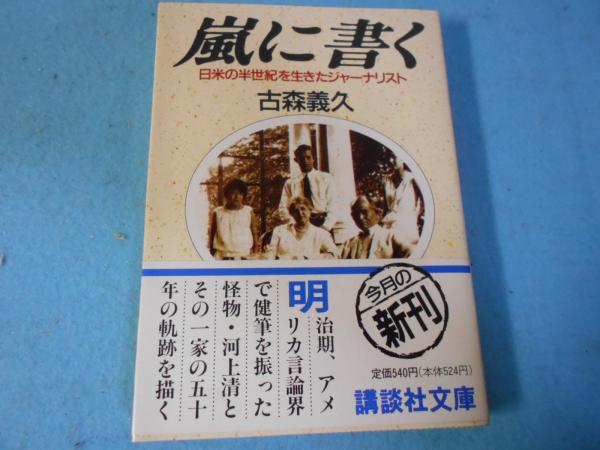 嵐に書く
日米の半世紀を生きたジャーナリスト
古森義久
明治期、アメ
リカ言論界
で健筆を振った
怪物・河上清と
その一家の五十
年の軌跡を描く
今月の
新刊
定価540円(本体524円)
講談社文庫